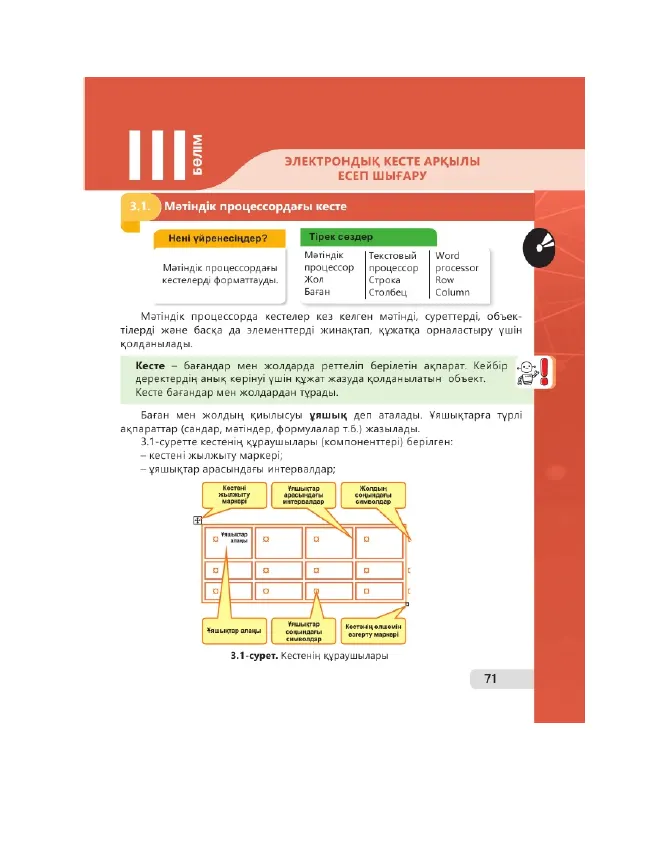 III
БӨЛІМ
ЭЛЕКТРОНДЫҚ КЕСТЕ АРҚЫЛЫ
ЕСЕП ШЫҒАРУ
3.1. Мәтіндік процессордағы кесте
Нені үйренесіңдер?
Мәтіндік процессордағы
кестелерді форматтауды.
Тірек сөздер
Мәтіндік
процессор
Жол
Баған
Текстовый
процессор
Строка
Столбец
Word
processor
Row
Column
Мәтіндік процессорда кестелер кез келген мәтінді, суреттерді, объек-
тілерді және басқа да элементтерді жинақтап, құжатқа орналастыру үшін
қолданылады.
Кесте – бағандар мен жолдарда реттеліп берілетін ақпарат. Кейбір
деректердің анық көрінуі үшін құжат жазуда қолданылатын объект.
Кесте бағандар мен жолдардан тұрады.
Баған мен жолдың қиылысуы ұяшық деп аталады. Ұяшықтарға түрлі
ақпараттар (сандар, мәтіндер, формулалар т.б.) жазылады.
3.1-суретте кестенің құраушылары (компоненттері) берілген:
– кестені жылжыту маркері;
– ұяшықтар арасындағы интервалдар;
Кестені
жылжыту
маркері
Ұяшықтар
арасындағы
интервалдар
Жолдың
соңындағы
символдар
Ұяшықтар
алаңы
Ұяшықтар алаңы
Ұяшықтар
соңындағы
символдар
Кестенің өлшемін
өзгерту маркері
3.1-сурет. Кестенің құраушылары
71